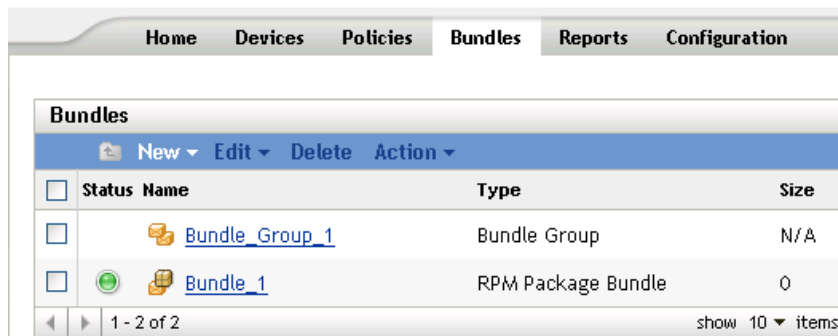 Home Devices Policies Bundles Reports Configuration
Bundles
New Edit Delete Action
Status Name Type Size
Bundle_Group_1 Bundle Group N/A
Bundle_1 RPM Package Bundle 0
1 - 2 of 2 show 10 items